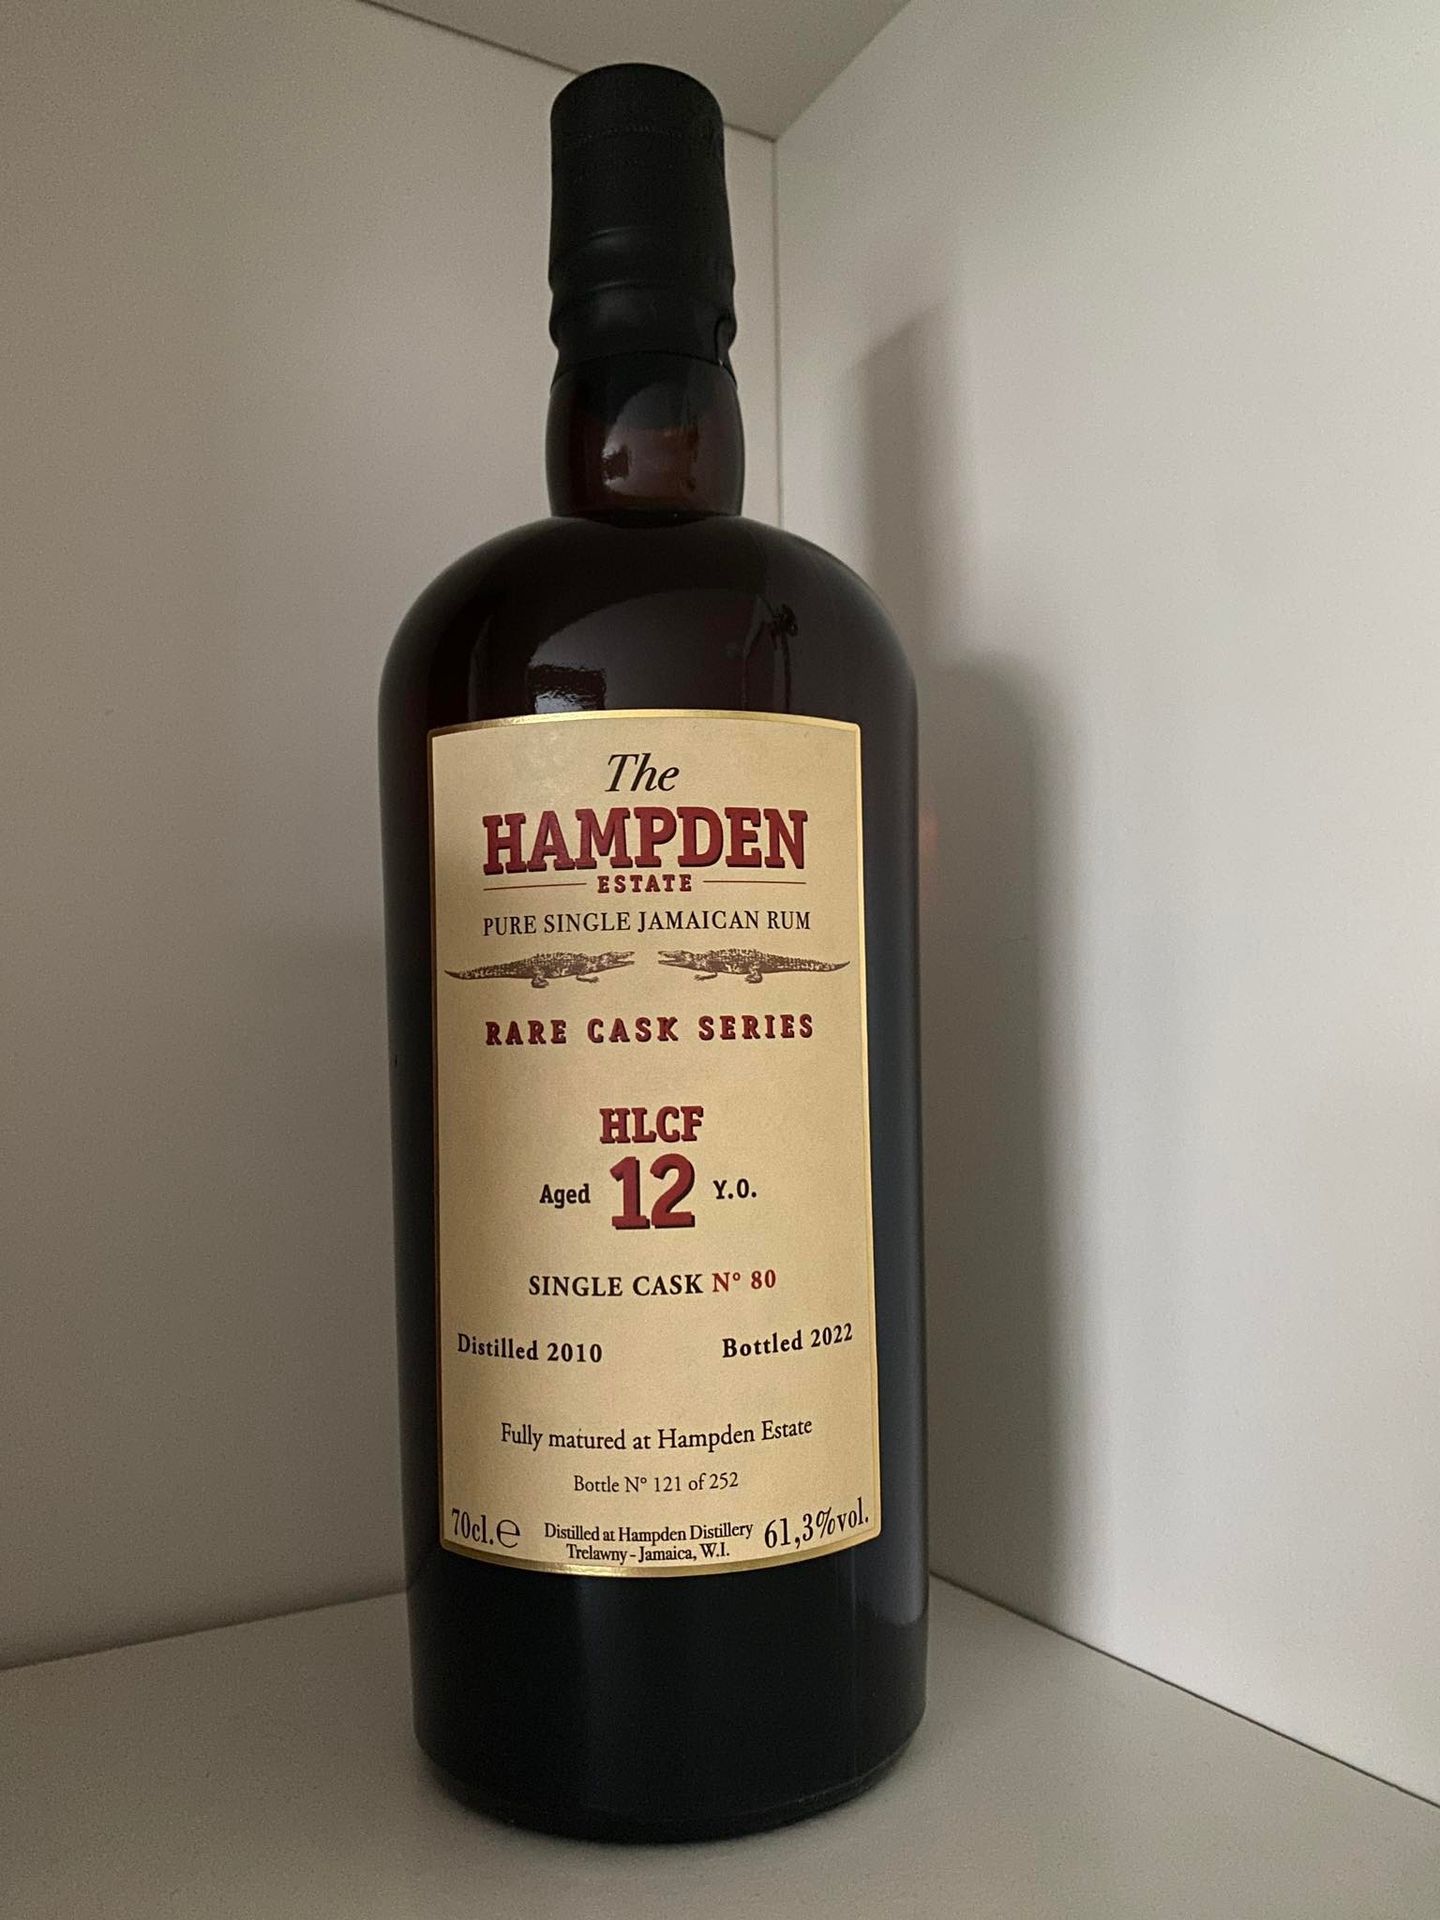 The
HAMPDEN
ESTATE
PURE SINGLE JAMAICAN RUM
RARE CASK SERIES
HLCF
Aged 12 Y.O.
SINGLE CASK N° 80
Distilled 2010 Bottled 2022
Fully matured at Hampden Estate
Bottle N° 121 of 252
70cl.℮ Distilled at Hampden Distillery 61,3%vol.
Trelawny - Jamaica, W.I.